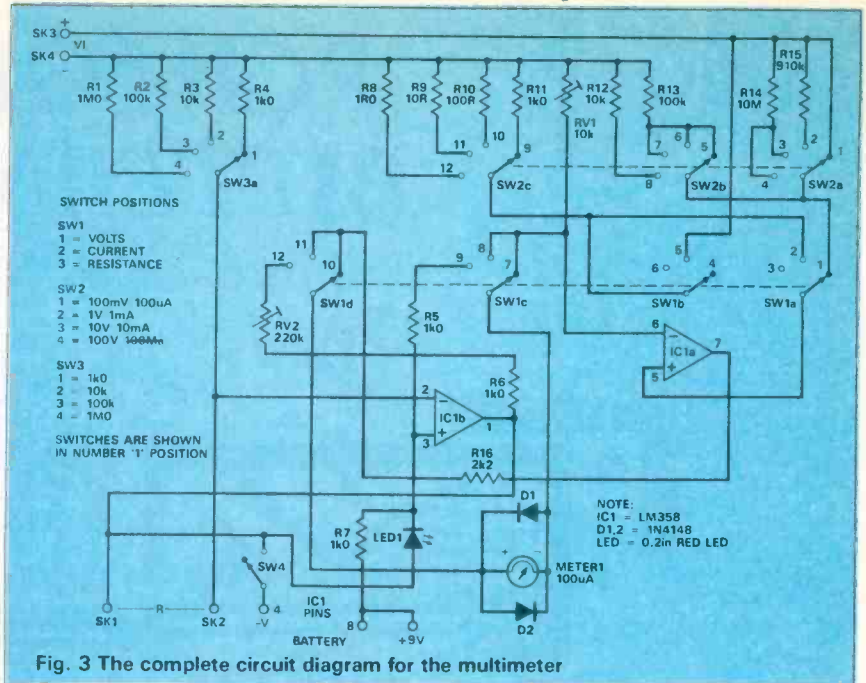 SK3
+
VI
SK4
-
R1
1M0
R2
100k
R3
10k
R4
1k0
R8
1R0
R9
10R
R10
100R
R11
1k0
RV1
10k
R12
10k
R13
100k
R14
10M
R15
910k
2
3
1
4
SW3a
11
10
9
12
SW2c
7
6
5
8
SW2b
3
2
1
4
SW2a
SWITCH POSITIONS
SW1
1 = VOLTS
2 = CURRENT
3 = RESISTANCE
SW2
1 = 100mV 100uA
2 = 1V 1mA
3 = 10V 10mA
4 = 100V 100Mn
SW3
1 = 1k0
2 = 10k
3 = 100k
4 = 1M0
SWITCHES ARE SHOWN
IN NUMBER '1' POSITION
12
11
10
SW1d
RV2
220k
9
8
7
SW1c
R5
1k0
6
5
4
SW1b
3
2
1
SW1a
6
5
7
IC1a
R6
1k0
2
3
1
IC1b
R16
2k2
R7
1k0
LED1
D1
METER1
100uA
+
-
D2
NOTE:
IC1 = LM358
D1,2 = 1N4148
LED = 0.2in RED LED
SW4
SK1
R
SK2
4
-V
IC1
PINS
8
BATTERY
+9V
Fig. 3 The complete circuit diagram for the multimeter